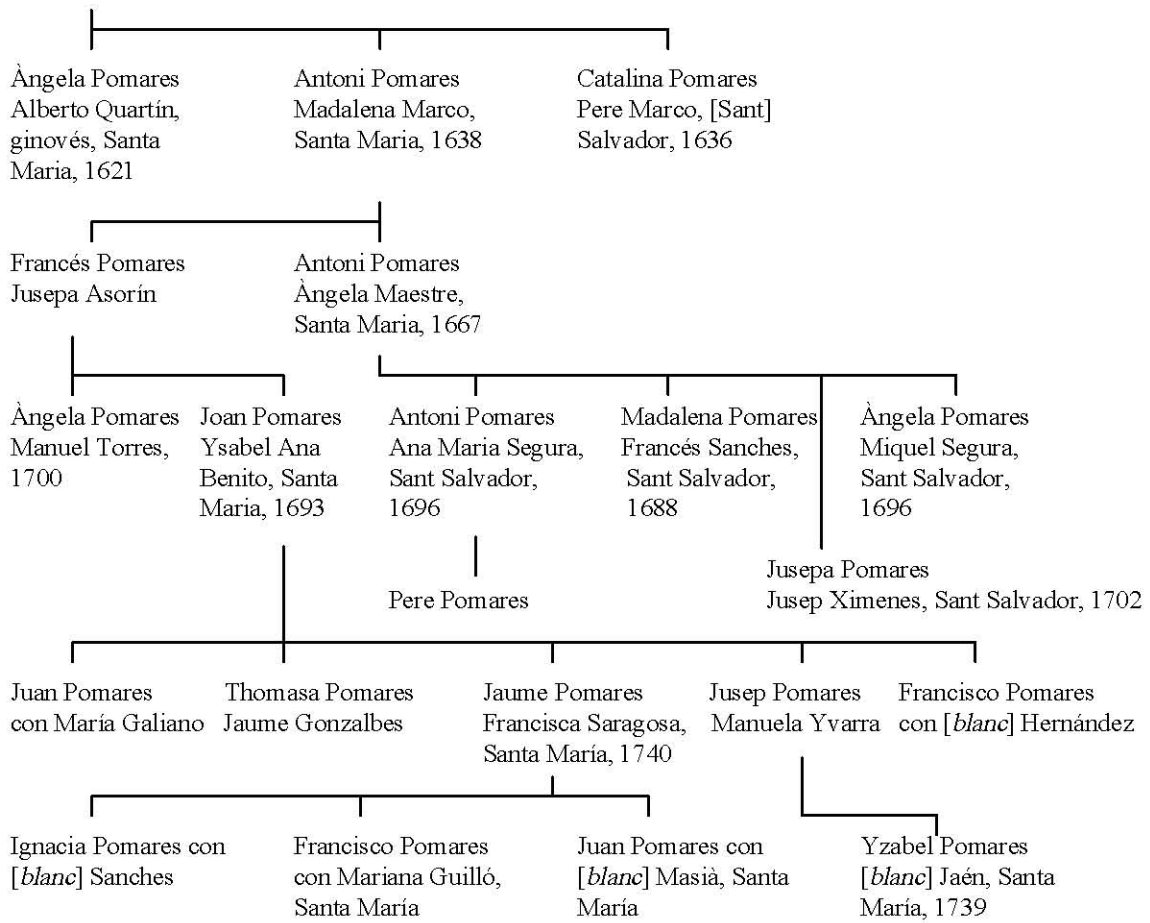 Àngela Pomares
Alberto Quartín,
ginovés, Santa
Maria, 1621
Antoni Pomares
Madalena Marco,
Santa Maria, 1638
Catalina Pomares
Pere Marco, [Sant]
Salvador, 1636
Francés Pomares
Jusepa Asorín
Antoni Pomares
Àngela Maestre,
Santa Maria, 1667
Àngela Pomares
Manuel Torres,
1700
Joan Pomares
Ysabel Ana
Benito, Santa
Maria, 1693
Antoni Pomares
Ana Maria Segura,
Sant Salvador,
1696
Madalena Pomares
Francés Sanches,
Sant Salvador,
1688
Àngela Pomares
Miquel Segura,
Sant Salvador,
1696
Pere Pomares
Jusepa Pomares
Jusep Ximenes, Sant Salvador, 1702
Juan Pomares
con María Galiano
Thomasa Pomares
Jaume Gonzalbes
Jaume Pomares
Francisca Saragosa,
Santa María, 1740
Jusep Pomares
Manuela Yvarra
Francisco Pomares
con [blanc] Hernández
Ignacia Pomares con
[blanc] Sanches
Francisco Pomares
con Mariana Guilló,
Santa María
Juan Pomares con
[blanc] Masià, Santa
María
Yzabel Pomares
[blanc] Jaén, Santa
María, 1739